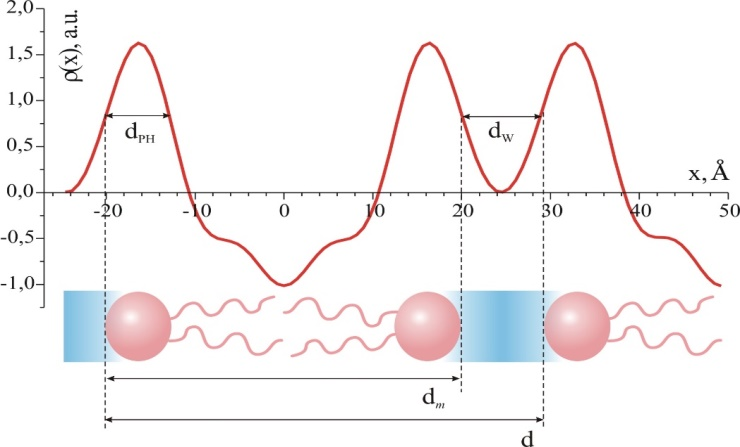 2,0
1,5
1,0
0,5
0,0
-0,5
-1,0
ρ(x), a.u.
d_PH
d_W
x, Å
-20 -10 0 10 20 30 40 50
d_m
d